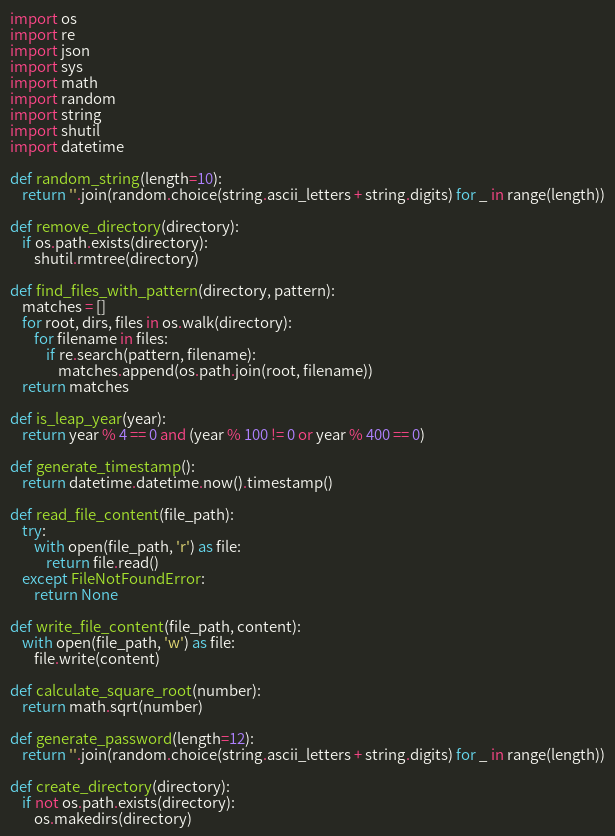 import os
import re
import json
import sys
import math
import random
import string
import shutil
import datetime

def random_string(length=10):
    return ''.join(random.choice(string.ascii_letters + string.digits) for _ in range(length))

def remove_directory(directory):
    if os.path.exists(directory):
        shutil.rmtree(directory)

def find_files_with_pattern(directory, pattern):
    matches = []
    for root, dirs, files in os.walk(directory):
        for filename in files:
            if re.search(pattern, filename):
                matches.append(os.path.join(root, filename))
    return matches

def is_leap_year(year):
    return year % 4 == 0 and (year % 100 != 0 or year % 400 == 0)

def generate_timestamp():
    return datetime.datetime.now().timestamp()

def read_file_content(file_path):
    try:
        with open(file_path, 'r') as file:
            return file.read()
    except FileNotFoundError:
        return None

def write_file_content(file_path, content):
    with open(file_path, 'w') as file:
        file.write(content)

def calculate_square_root(number):
    return math.sqrt(number)

def generate_password(length=12):
    return ''.join(random.choice(string.ascii_letters + string.digits) for _ in range(length))

def create_directory(directory):
    if not os.path.exists(directory):
        os.makedirs(directory)